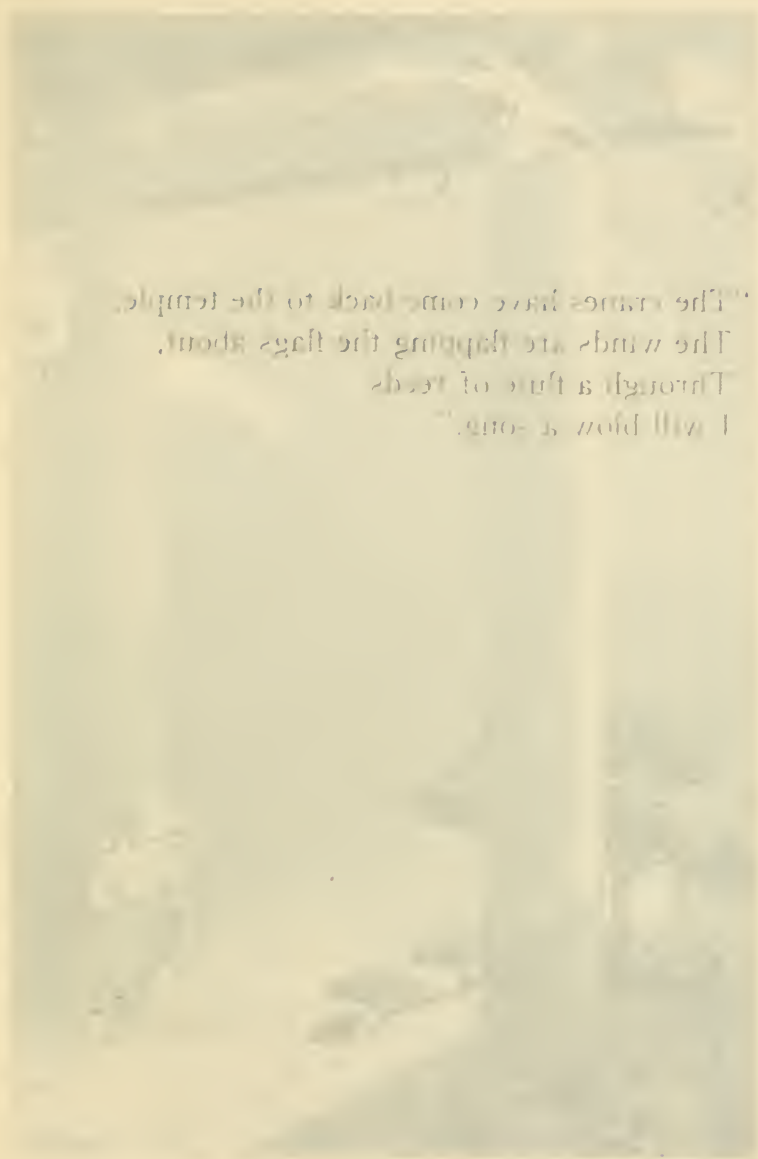 "The cranes have come back to the temple,
The winds are flapping the flags about,
Through a flute of reeds
I will blow a song."